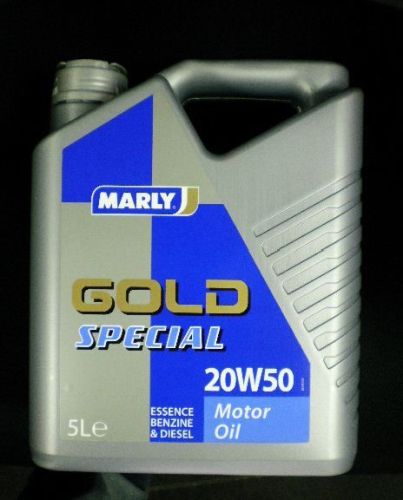 MARLY
GOLD
SPECIAL
20W50
ESSENCE
BENZINE
& DIESEL
Motor
Oil
5L℮